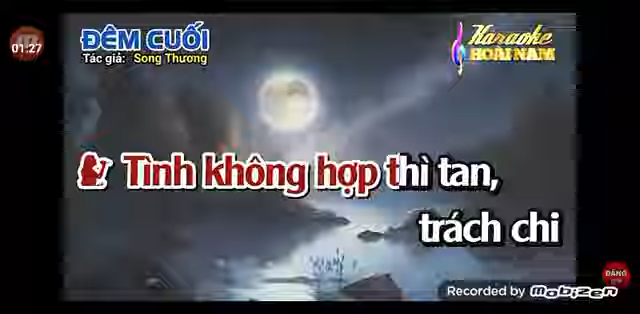 01:27
ĐÊM CUỐI
Tác giả: Song Thương
Karaoke
HOÀI NAM
Tình không hợp thì tan,
trách chi
ĐĂNG
Recorded by Mobizen